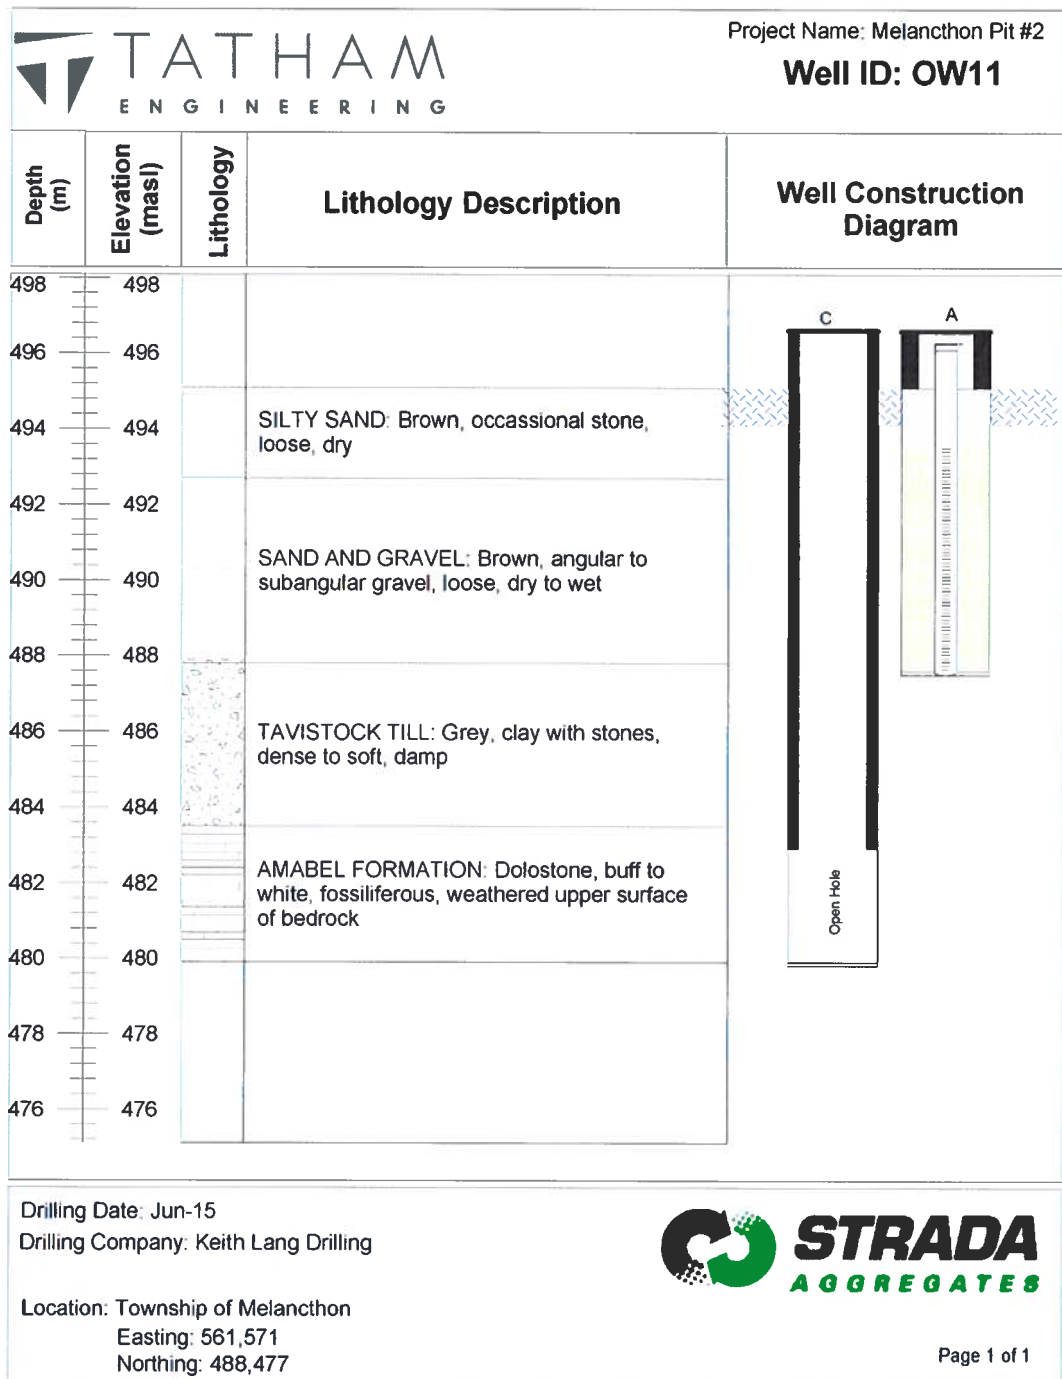 TATHAM
ENGINEERING
Project Name: Melancthon Pit #2
Well ID: OW11
Depth
(m)
Elevation
(masl)
Lithology
Lithology Description
Well Construction
Diagram
498 498
C A
496 496
SILTY SAND: Brown, occassional stone,
494 494
loose, dry
492 492
SAND AND GRAVEL: Brown, angular to
490 490
subangular gravel, loose, dry to wet
488 488
486 486
TAVISTOCK TILL: Grey, clay with stones,
dense to soft, damp
484 484
AMABEL FORMATION: Dolostone, buff to
482 482
white, fossiliferous, weathered upper surface
of bedrock
Open Hole
480 480
478 478
476 476
Drilling Date: Jun-15
Drilling Company: Keith Lang Drilling
STRADA
AGGREGATES
Location: Township of Melancthon
Easting: 561,571
Northing: 488,477
Page 1 of 1